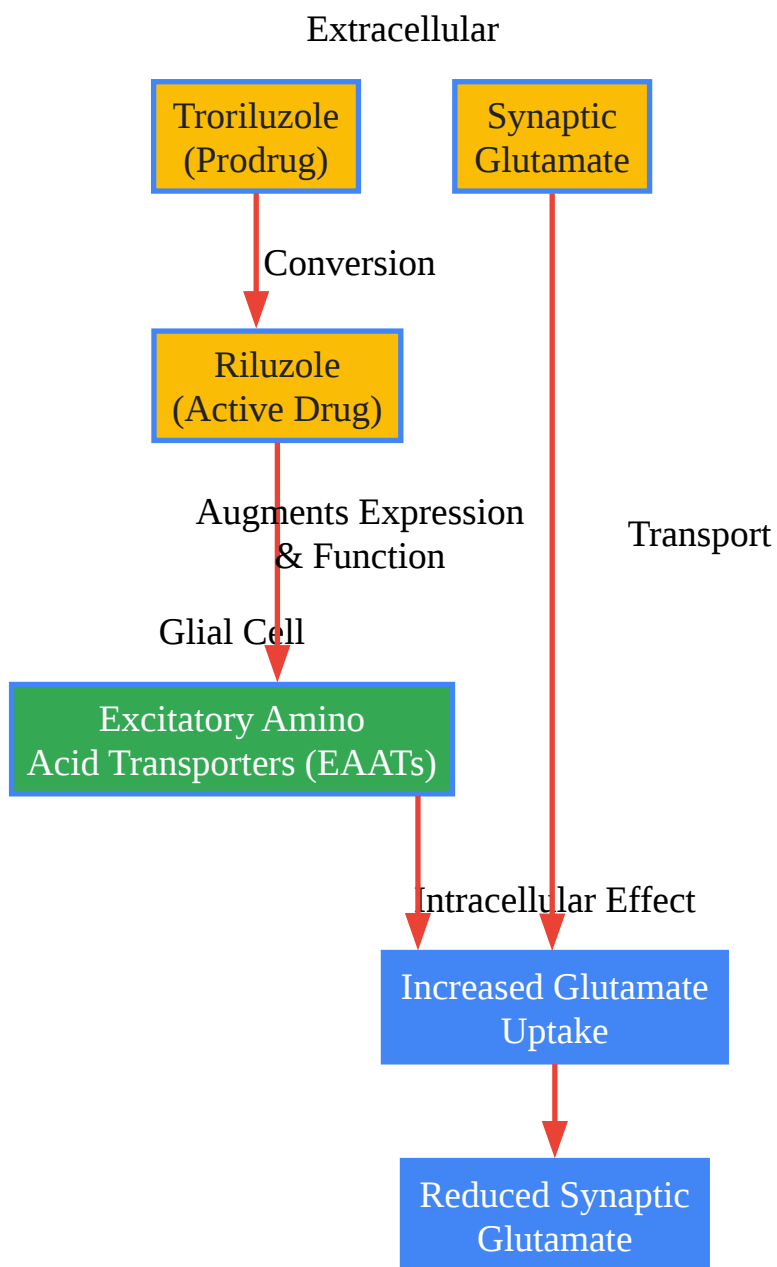 Extracellular
Troriluzole
(Prodrug)
Synaptic
Glutamate
Conversion
Riluzole
(Active Drug)
Augments Expression
& Function
Transport
Glial Cell
Excitatory Amino
Acid Transporters (EAATs)
Intracellular Effect
Increased Glutamate
Uptake
Reduced Synaptic
Glutamate